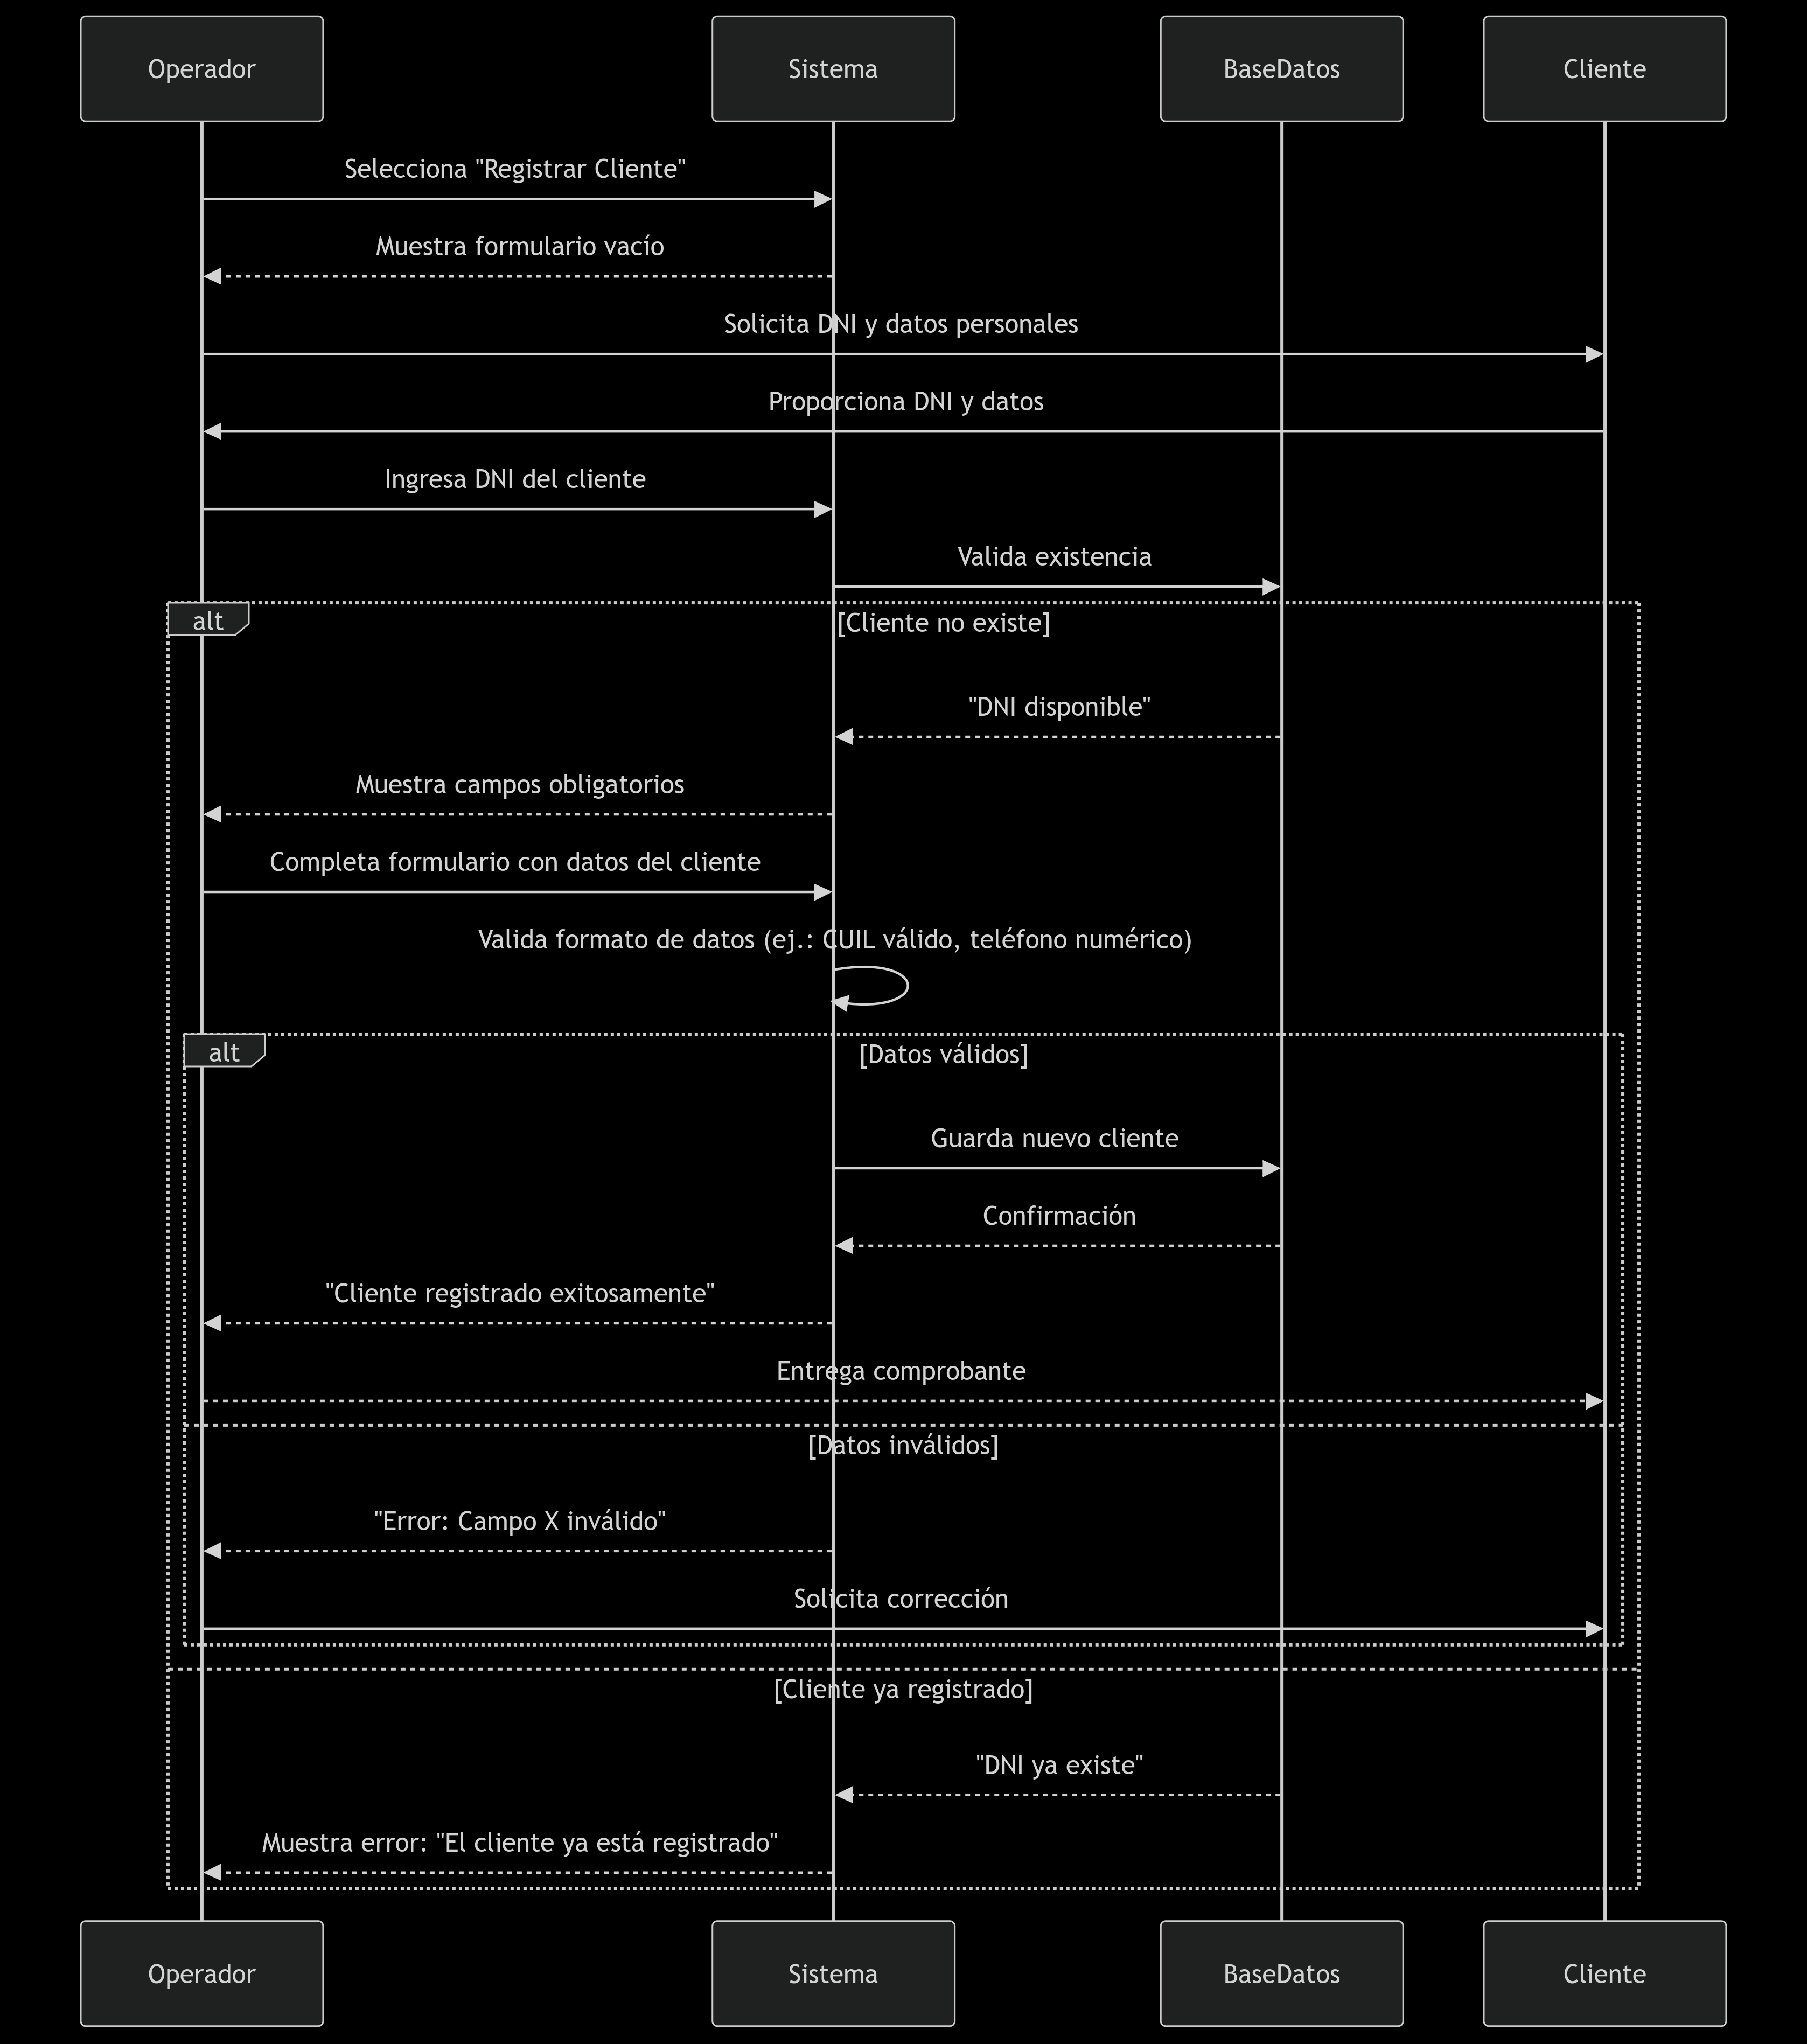 Operador
Sistema
BaseDatos
Cliente
Selecciona "Registrar Cliente"
Muestra formulario vacío
Solicita DNI y datos personales
Proporciona DNI y datos
Ingresa DNI del cliente
Valida existencia
alt
[Cliente no existe]
"DNI disponible"
Muestra campos obligatorios
Completa formulario con datos del cliente
Valida formato de datos (ej.: CUIL válido, teléfono numérico)
alt
[Datos válidos]
Guarda nuevo cliente
Confirmación
"Cliente registrado exitosamente"
Entrega comprobante
[Datos inválidos]
"Error: Campo X inválido"
Solicita corrección
[Cliente ya registrado]
"DNI ya existe"
Muestra error: "El cliente ya está registrado"
Operador
Sistema
BaseDatos
Cliente